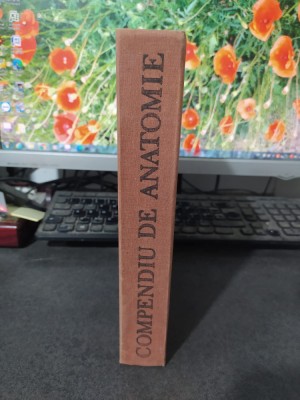 COMPENDIU DE ANATOMIE